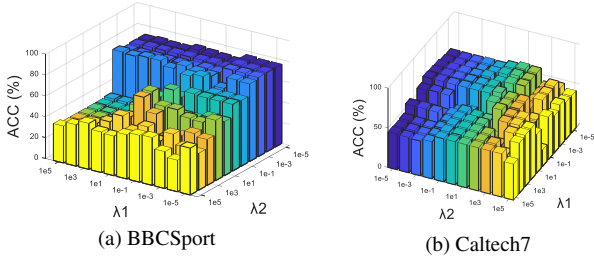 ACC (%)
100
80
60
40
20
0
1e5
1e3
1e1
1e-1
1e-3
1e-5
λ1
1e5
1e3
1e1
1e-1
1e-3
1e-5
λ2
(a) BBCSport
ACC (%)
100
50
0
1e-5
1e-3
1e-1
1e1
1e3
1e5
λ2
1e5
1e3
1e1
1e-1
1e-3
1e-5
λ1
(b) Caltech7